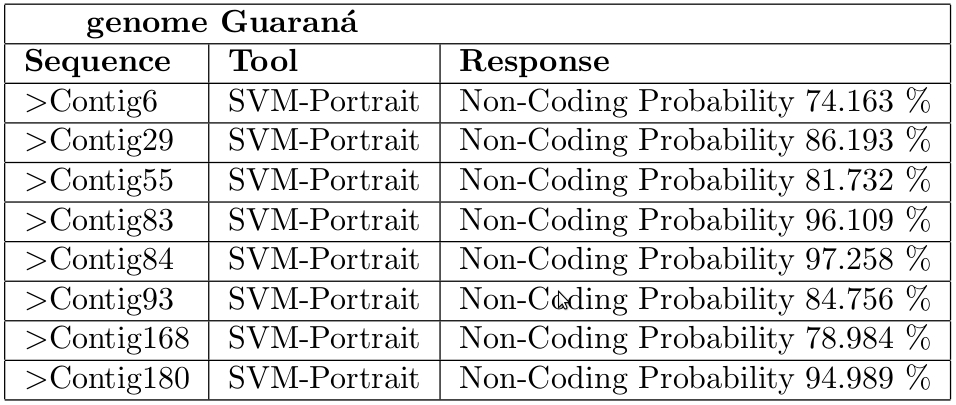 genome Guaraná
Sequence Tool Response
>Contig6 SVM-Portrait Non-Coding Probability 74.163 %
>Contig29 SVM-Portrait Non-Coding Probability 86.193 %
>Contig55 SVM-Portrait Non-Coding Probability 81.732 %
>Contig83 SVM-Portrait Non-Coding Probability 96.109 %
>Contig84 SVM-Portrait Non-Coding Probability 97.258 %
>Contig93 SVM-Portrait Non-Coding Probability 84.756 %
>Contig168 SVM-Portrait Non-Coding Probability 78.984 %
>Contig180 SVM-Portrait Non-Coding Probability 94.989 %